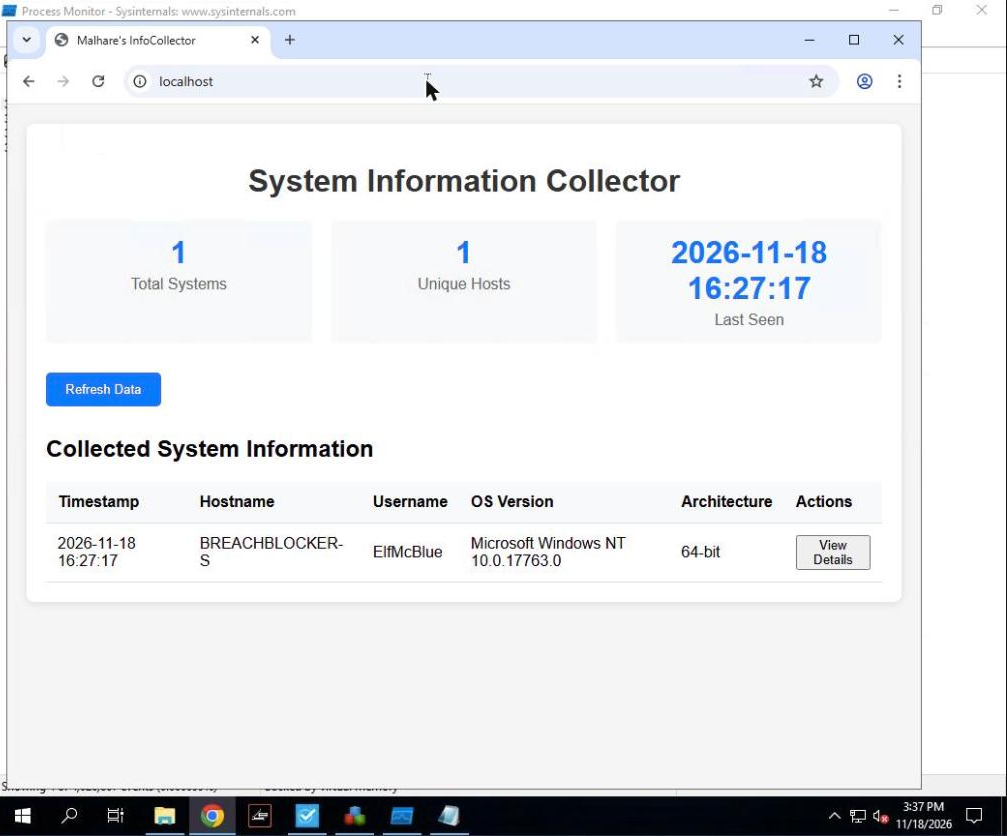 Process Monitor - Sysinternals: www.sysinternals.com
Malhare's InfoCollector
localhost
System Information Collector
1
Total Systems
1
Unique Hosts
2026-11-18
16:27:17
Last Seen
Refresh Data
Collected System Information
Timestamp Hostname Username OS Version Architecture Actions
2026-11-18 BREACHBLOCKER- ElfMcBlue Microsoft Windows NT 64-bit View
16:27:17 S 10.0.17763.0 Details
3:37 PM
11/18/2026